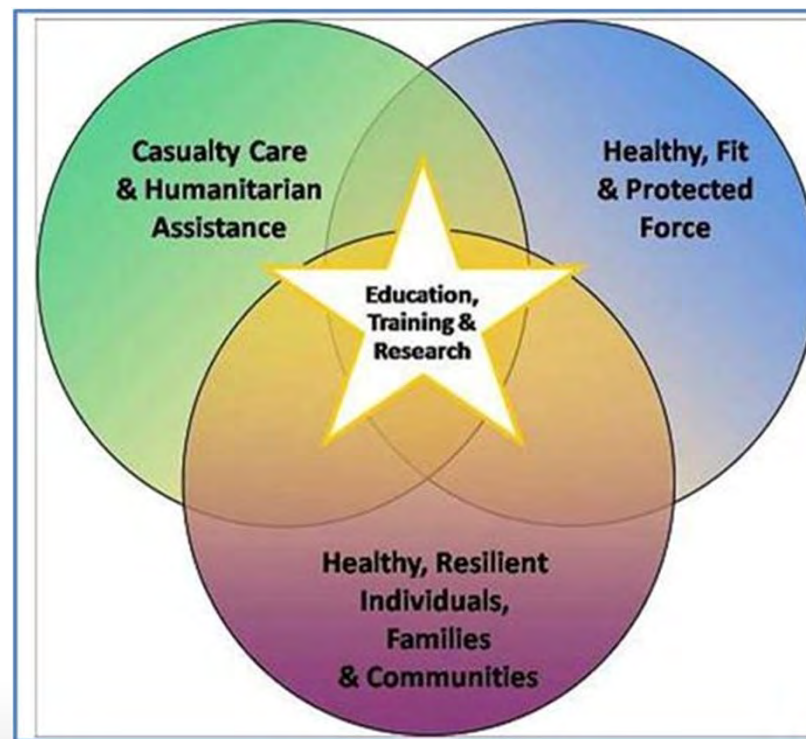 Casualty Care
& Humanitarian
Assistance
Healthy, Fit
& Protected
Force
Education,
Training &
Research
Healthy, Resilient
Individuals,
Families
& Communities